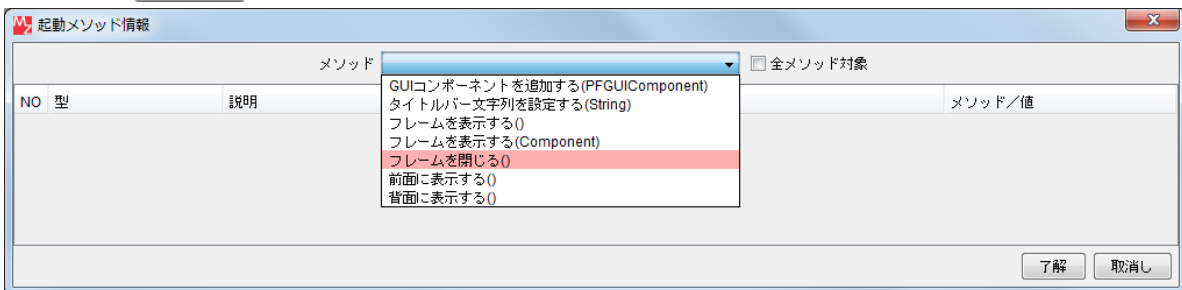 起動メソッド情報
メソッド 全メソッド対象
NO 型 説明 メソッド／値
GUIコンポーネントを追加する(PFGUIComponent)
タイトルバー文字列を設定する(String)
フレームを表示する()
フレームを表示する(Component)
フレームを閉じる()
前面に表示する()
背面に表示する()
了解 取消し